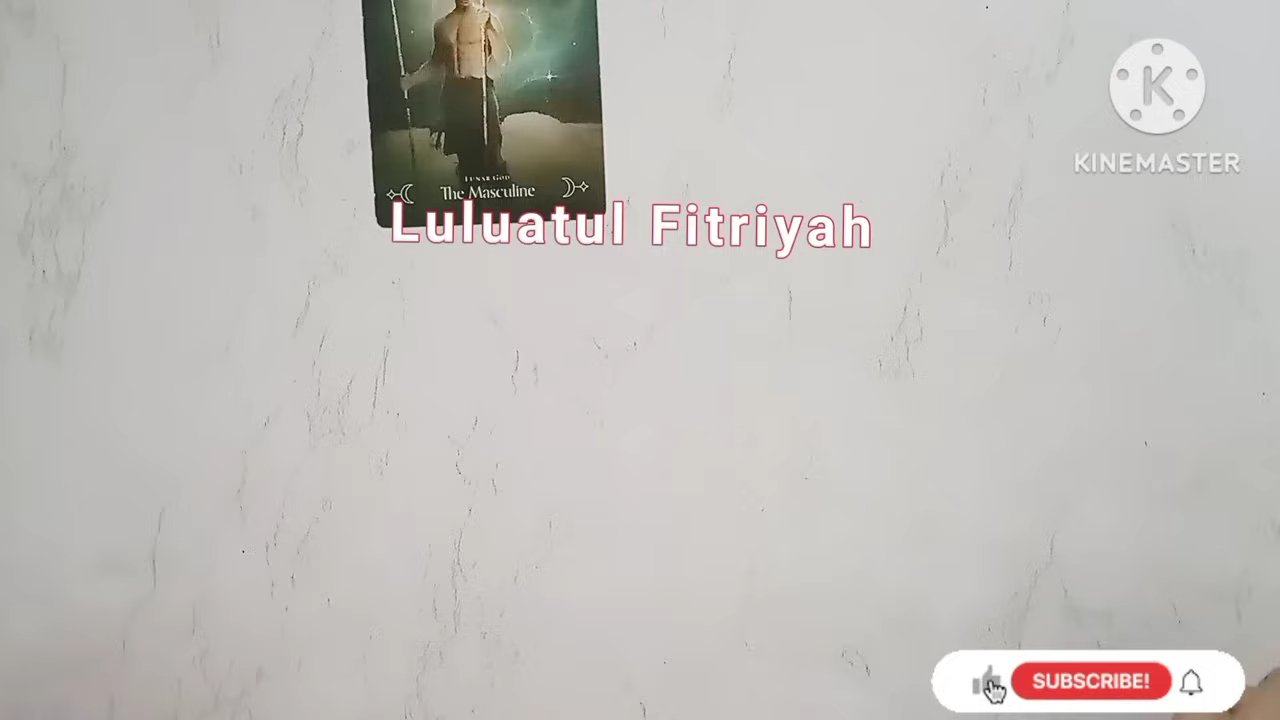 K
KINEMASTER
LUNAR GOD
The Masculine
Luluatul Fitriyah
SUBSCRIBE!